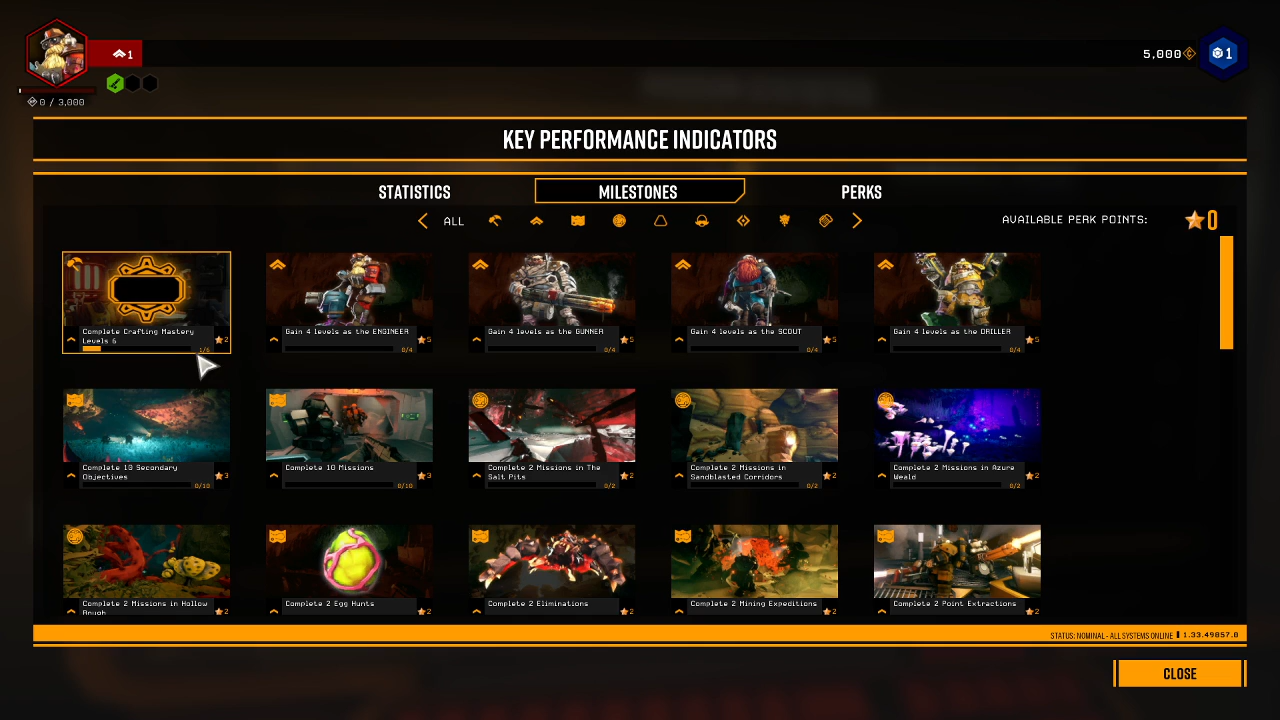 1
5,000
1
0 / 3,000
KEY PERFORMANCE INDICATORS
STATISTICS
MILESTONES
PERKS
ALL
AVAILABLE PERK POINTS:
0
Complete Crafting Mastery
Levels 6
2
1/6
Gain 4 levels as the ENGINEER
5
0/4
Gain 4 levels as the GUNNER
5
0/4
Gain 4 levels as the SCOUT
5
0/4
Gain 4 levels as the DRILLER
5
0/4
Complete 10 Secondary
Objectives
3
0/10
Complete 10 Missions
3
0/10
Complete 2 Missions in The
Salt Pits
2
0/2
Complete 2 Missions in
Sandblasted Corridors
2
0/2
Complete 2 Missions in Azure
Weald
2
0/2
Complete 2 Missions in Hollow
Bough
2
Complete 2 Egg Hunts
2
Complete 2 Eliminations
2
Complete 2 Mining Expeditions
2
Complete 2 Point Extractions
2
STATUS: NOMINAL - ALL SYSTEMS ONLINE
1.33.49857.0
CLOSE